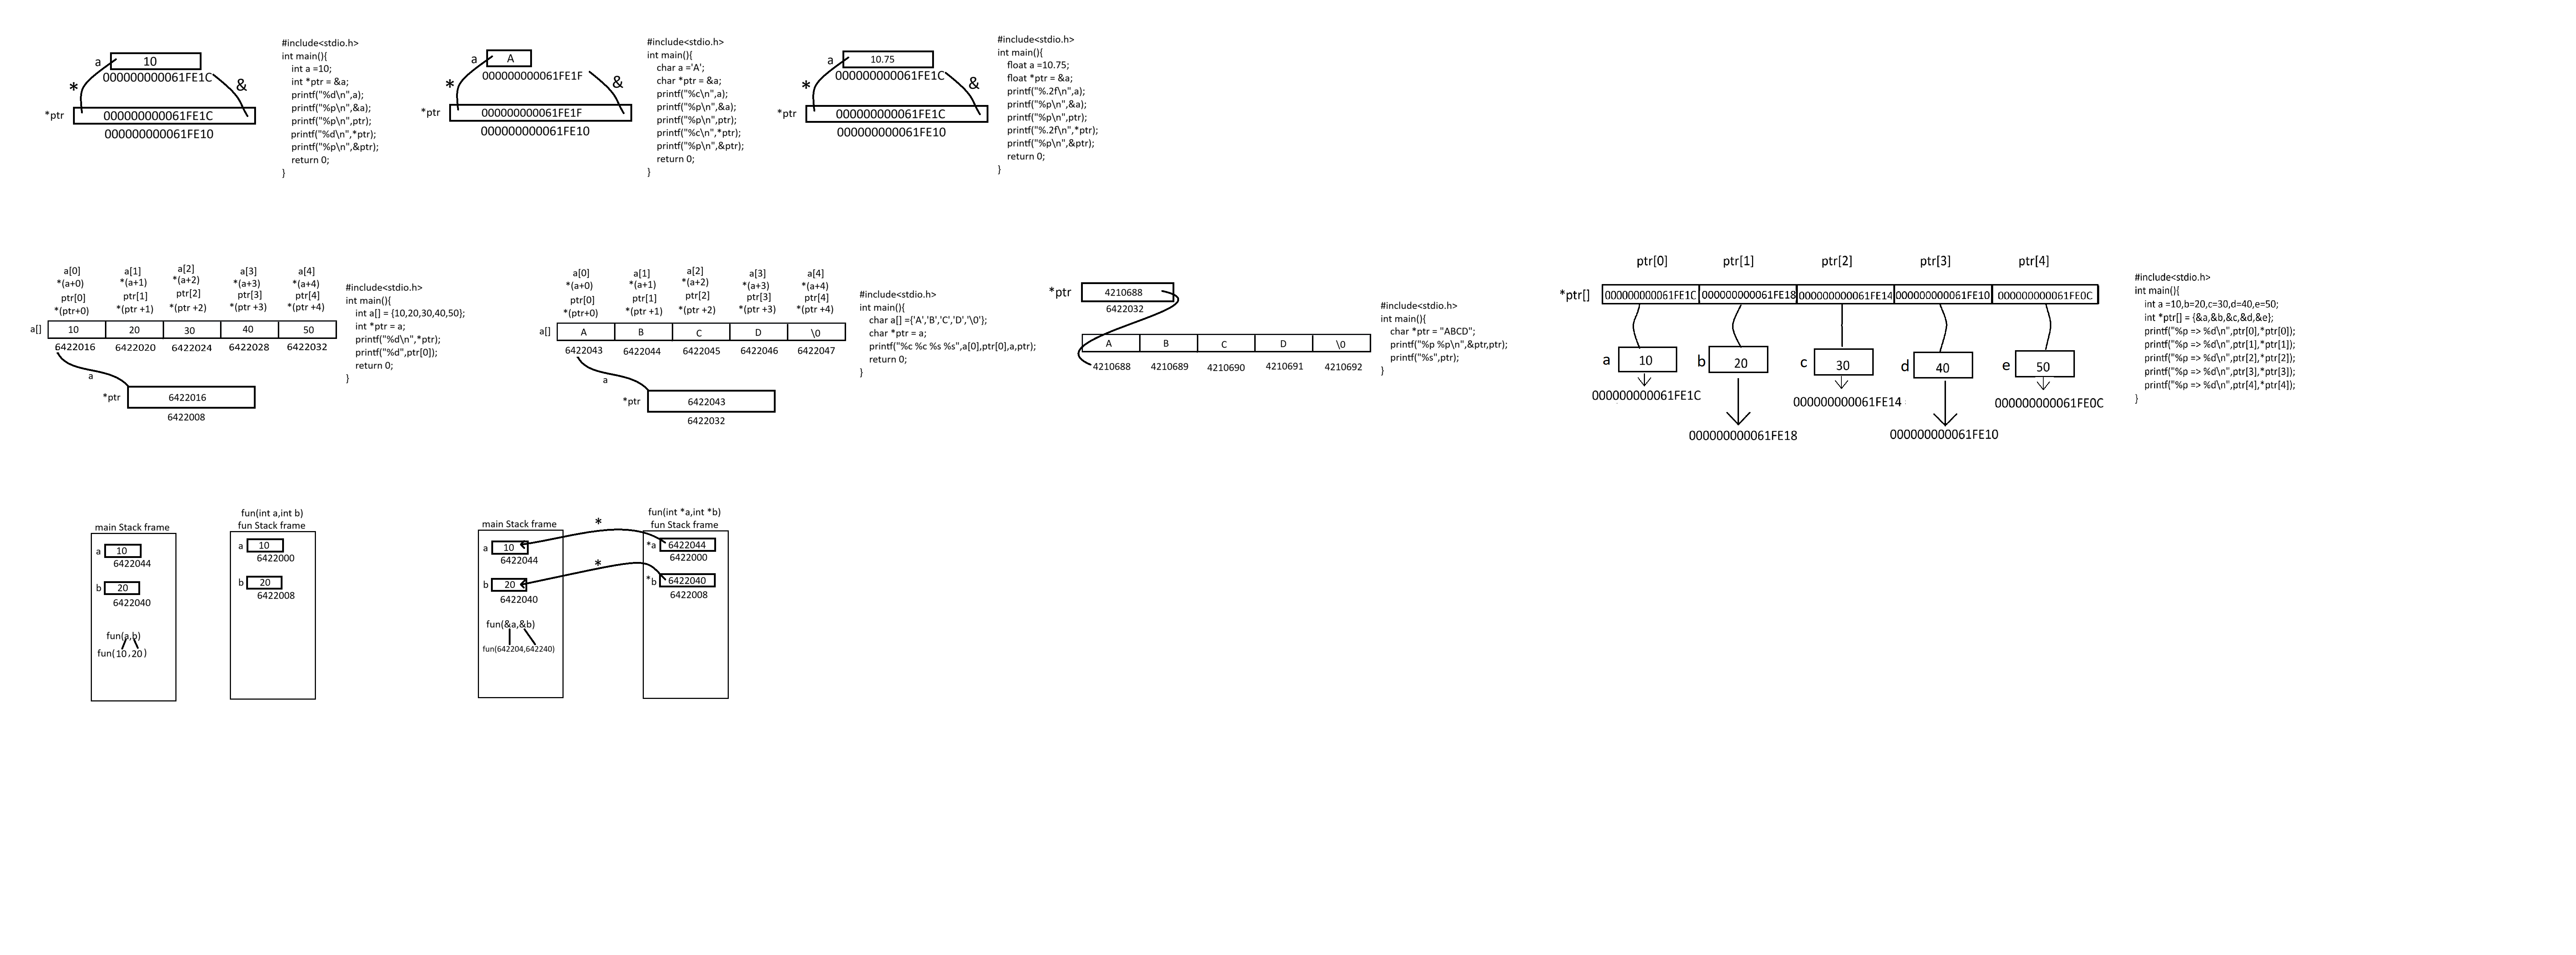 a
10
000000000061FE1C
*
&
*ptr
000000000061FE1C
000000000061FE10
#include<stdio.h>
int main(){
int a =10;
int *ptr = &a;
printf("%d\n",a);
printf("%p\n",&a);
printf("%p\n",ptr);
printf("%d\n",*ptr);
printf("%p\n",&ptr);
return 0;
}
a
A
000000000061FE1F
*
&
*ptr
000000000061FE1F
000000000061FE10
#include<stdio.h>
int main(){
char a ='A';
char *ptr = &a;
printf("%c\n",a);
printf("%p\n",&a);
printf("%p\n",ptr);
printf("%c\n",*ptr);
printf("%p\n",&ptr);
return 0;
}
a
10.75
000000000061FE1C
*
&
*ptr
000000000061FE1C
000000000061FE10
#include<stdio.h>
int main(){
float a =10.75;
float *ptr = &a;
printf("%.2f\n",a);
printf("%p\n",&a);
printf("%p\n",ptr);
printf("%.2f\n",*ptr);
printf("%p\n",&ptr);
return 0;
}
a[0] a[1] a[2] a[3] a[4]
*(a+0) *(a+1) *(a+2) *(a+3) *(a+4)
ptr[0] ptr[1] ptr[2] ptr[3] ptr[4]
*(ptr+0) *(ptr +1) *(ptr +2) *(ptr +3) *(ptr +4)
a[] 10 20 30 40 50
6422016 6422020 6422024 6422028 6422032
a
*ptr 6422016
6422008
#include<stdio.h>
int main(){
int a[] = {10,20,30,40,50};
int *ptr = a;
printf("%d\n",*ptr);
printf("%d",ptr[0]);
return 0;
}
a[0] a[1] a[2] a[3] a[4]
*(a+0) *(a+1) *(a+2) *(a+3) *(a+4)
ptr[0] ptr[1] ptr[2] ptr[3] ptr[4]
*(ptr+0) *(ptr +1) *(ptr +2) *(ptr +3) *(ptr +4)
a[] A B C D \0
6422043 6422044 6422045 6422046 6422047
a
*ptr 6422043
6422032
#include<stdio.h>
int main(){
char a[] ={'A','B','C','D','\0'};
char *ptr = a;
printf("%c %c %s %s",a[0],ptr[0],a,ptr);
return 0;
}
*ptr 4210688
6422032
A B C D \0
4210688 4210689 4210690 4210691 4210692
#include<stdio.h>
int main(){
char *ptr = "ABCD";
printf("%p %p\n",&ptr,ptr);
printf("%s",ptr);
}
ptr[0] ptr[1] ptr[2] ptr[3] ptr[4]
*ptr[] 000000000061FE1C 000000000061FE18 000000000061FE14 000000000061FE10 000000000061FE0C
a 10 b 20 c 30 d 40 e 50
000000000061FE1C 000000000061FE14 000000000061FE0C
000000000061FE18 000000000061FE10
#include<stdio.h>
int main(){
int a =10,b=20,c=30,d=40,e=50;
int *ptr[] = {&a,&b,&c,&d,&e};
printf("%p => %d\n",ptr[0],*ptr[0]);
printf("%p => %d\n",ptr[1],*ptr[1]);
printf("%p => %d\n",ptr[2],*ptr[2]);
printf("%p => %d\n",ptr[3],*ptr[3]);
printf("%p => %d\n",ptr[4],*ptr[4]);
}
main Stack frame
a 10
6422044
b 20
6422040
fun(a,b)
fun(10,20)
fun(int a,int b)
fun Stack frame
a 10
6422000
b 20
6422008
main Stack frame
a 10
6422044
b 20
6422040
fun(&a,&b)
fun(642204,642240)
*
*
fun(int *a,int *b)
fun Stack frame
*a 6422044
6422000
*b 6422040
6422008